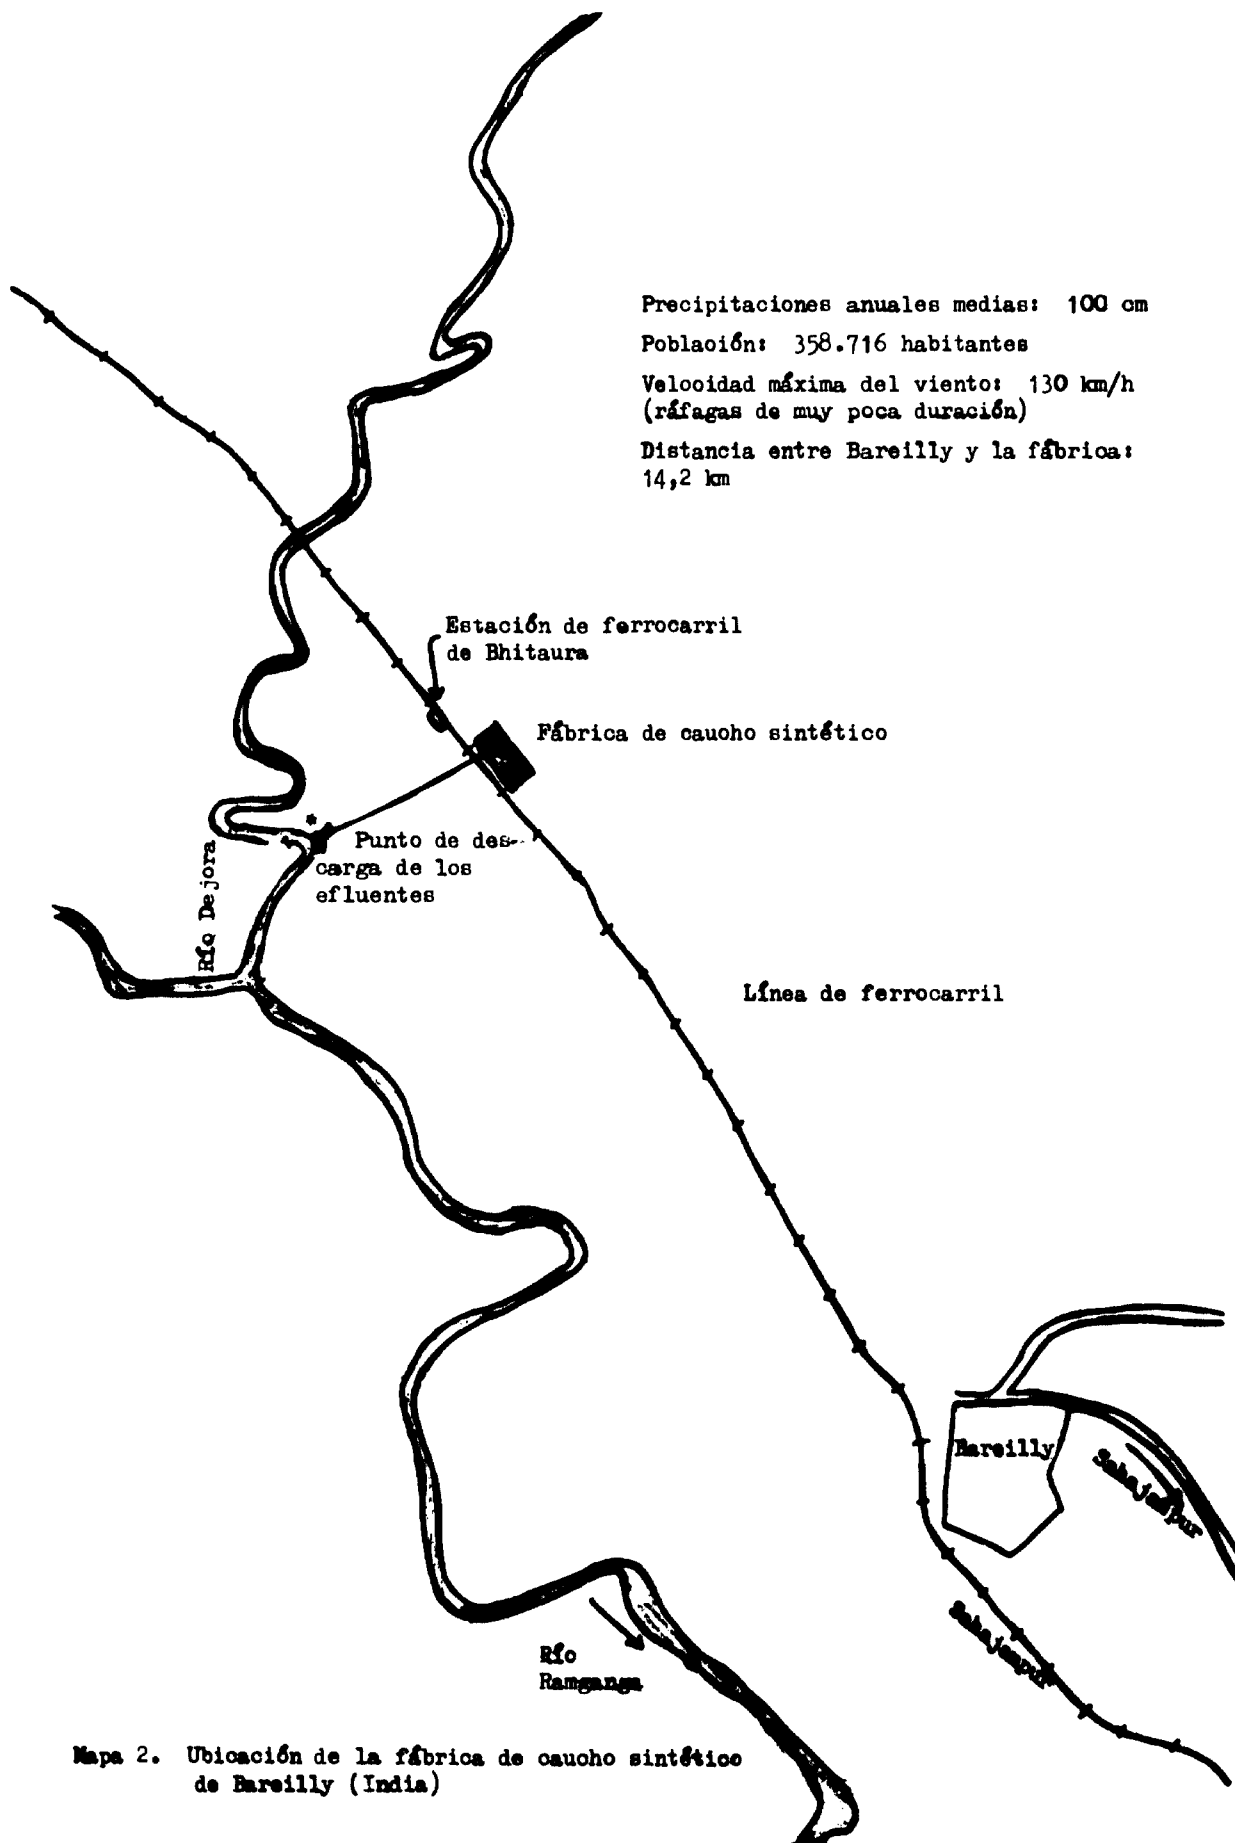 Precipitaciones anuales medias: 100 cm
Población: 358.716 habitantes
Velocidad máxima del viento: 130 km/h
(ráfagas de muy poca duración)
Distancia entre Bareilly y la fábrica:
14,2 km
Estación de ferrocarril
de Bhitaura
Fábrica de caucho sintético
*
Punto de des-
carga de los
efluentes
Río Dejora
Línea de ferrocarril
Bareilly
Sahajampur
Sahajampur
Río
Ramganga
Mapa 2. Ubicación de la fábrica de caucho sintético
de Bareilly (India)